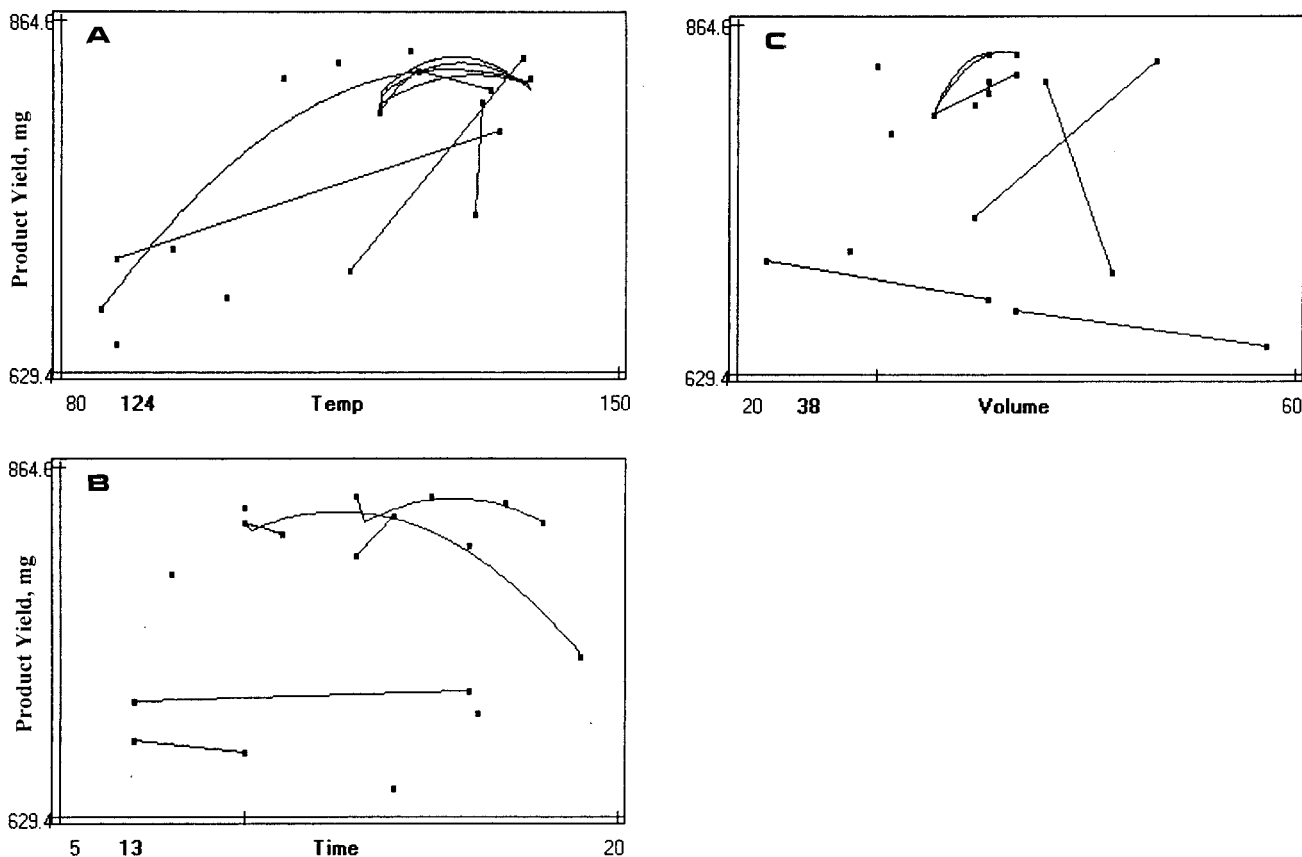 864.6
A
Product Yield, mg
629.4
80 124 Temp 150
864.6
C
629.4
20 38 Volume 60
864.6
B
Product Yield, mg
629.4
5 13 Time 20